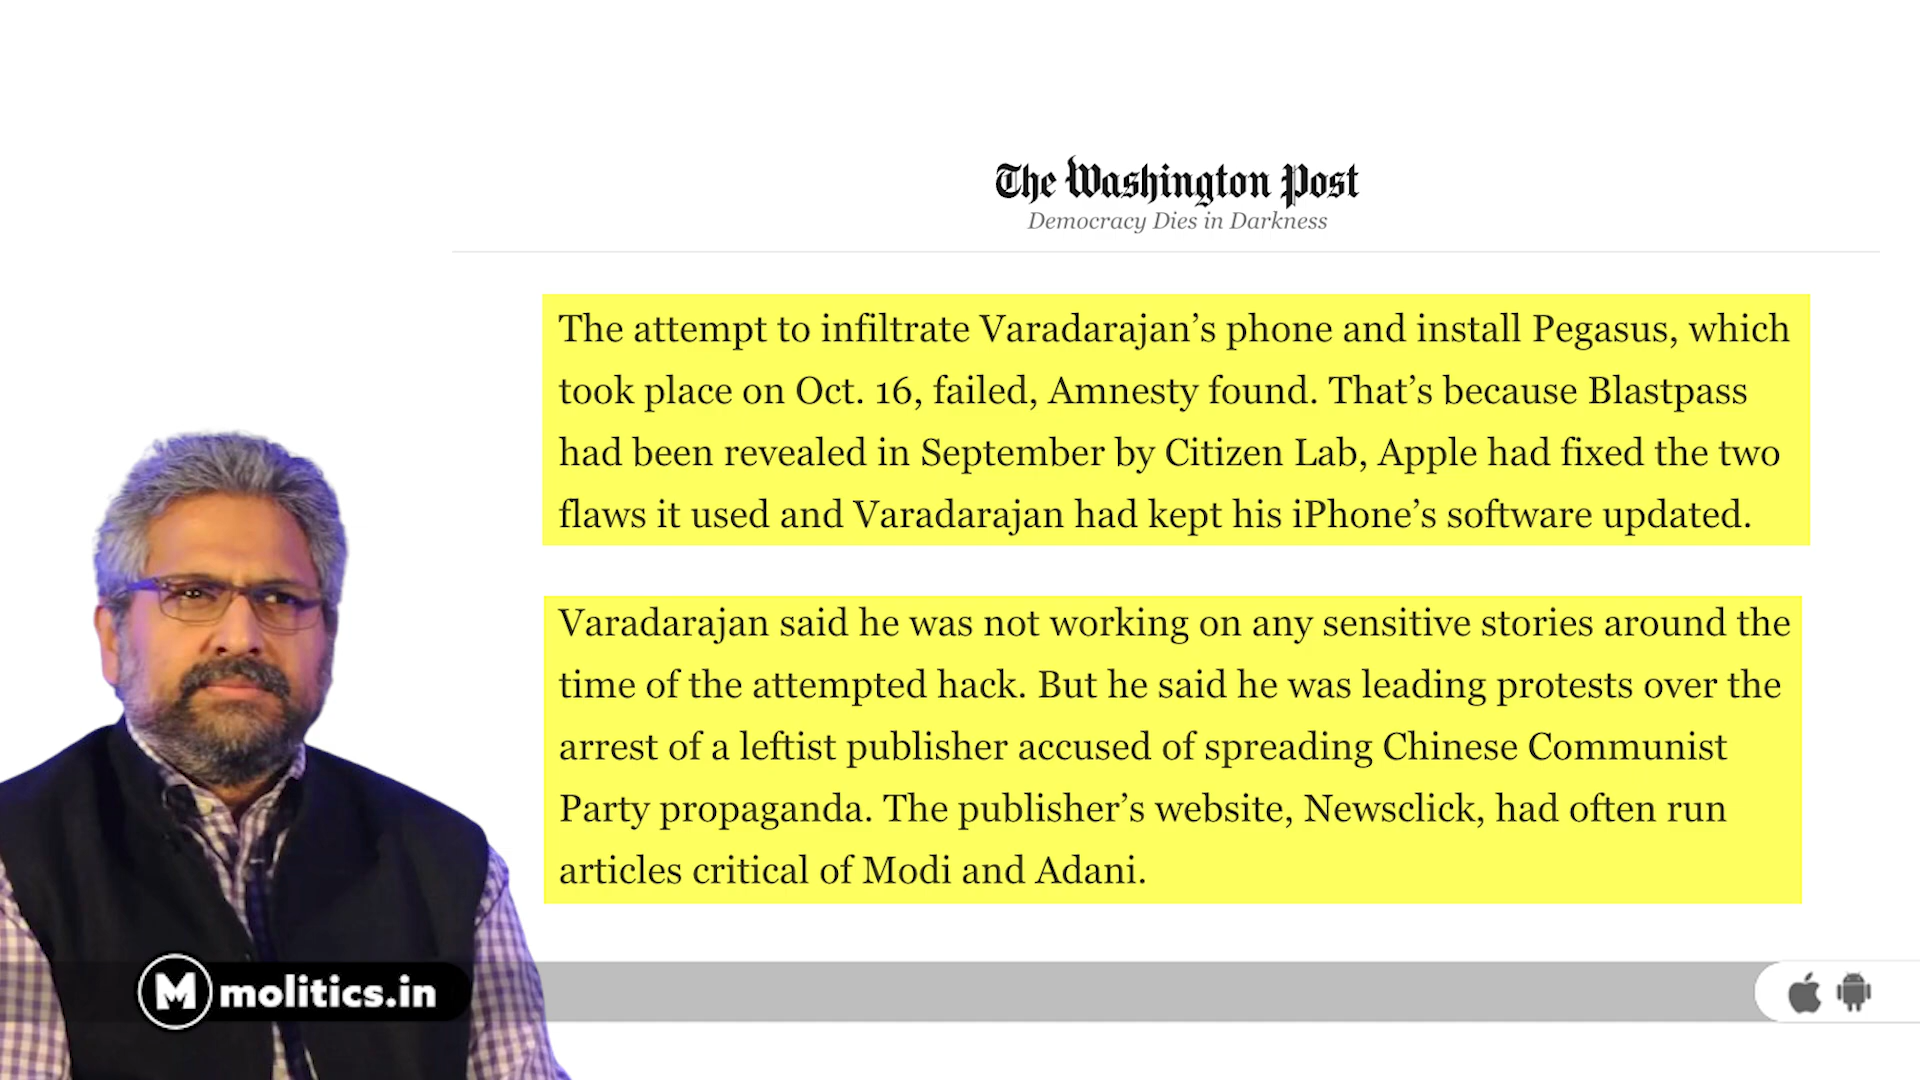 The Washington Post
Democracy Dies in Darkness
The attempt to infiltrate Varadarajan’s phone and install Pegasus, which
took place on Oct. 16, failed, Amnesty found. That’s because Blastpass
had been revealed in September by Citizen Lab, Apple had fixed the two
flaws it used and Varadarajan had kept his iPhone’s software updated.
Varadarajan said he was not working on any sensitive stories around the
time of the attempted hack. But he said he was leading protests over the
arrest of a leftist publisher accused of spreading Chinese Communist
Party propaganda. The publisher’s website, Newsclick, had often run
articles critical of Modi and Adani.
M molitics.in